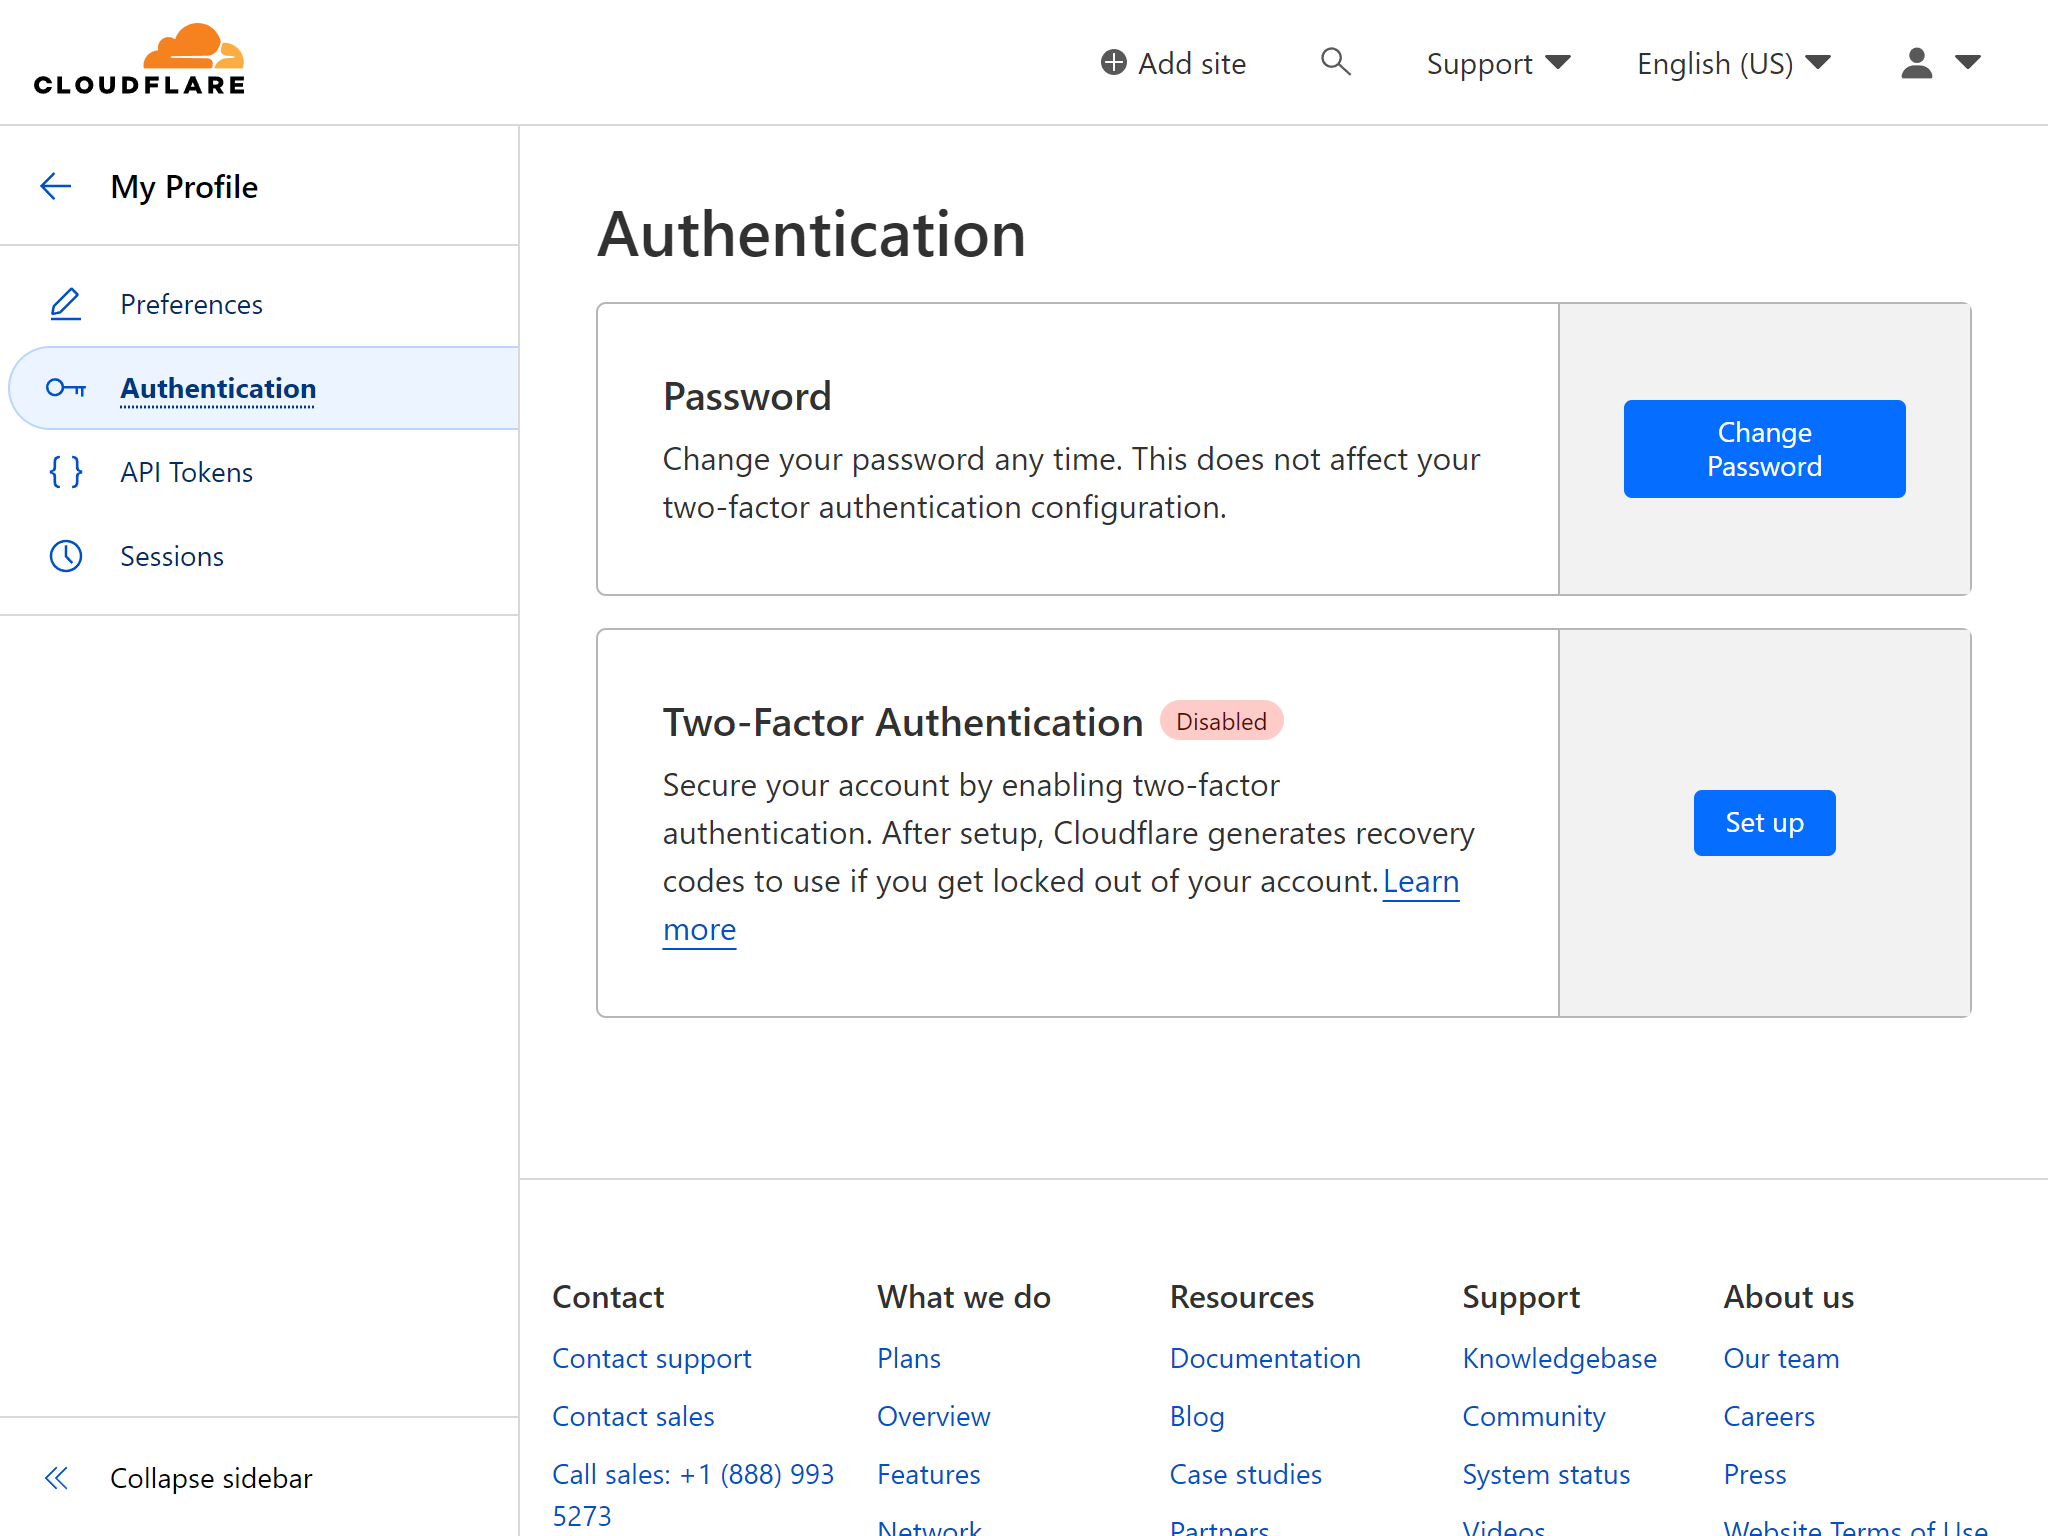 CLOUDFLARE
Add site
Support
English (US)
My Profile
Preferences
Authentication
API Tokens
Sessions
Collapse sidebar
Authentication
Password
Change your password any time. This does not affect your
two-factor authentication configuration.
Change
Password
Two-Factor Authentication Disabled
Secure your account by enabling two-factor
authentication. After setup, Cloudflare generates recovery
codes to use if you get locked out of your account. Learn
more
Set up
Contact
Contact support
Contact sales
Call sales: +1 (888) 993
5273
What we do
Plans
Overview
Features
Network
Resources
Documentation
Blog
Case studies
Partners
Support
Knowledgebase
Community
System status
Videos
About us
Our team
Careers
Press
Website Terms of Use